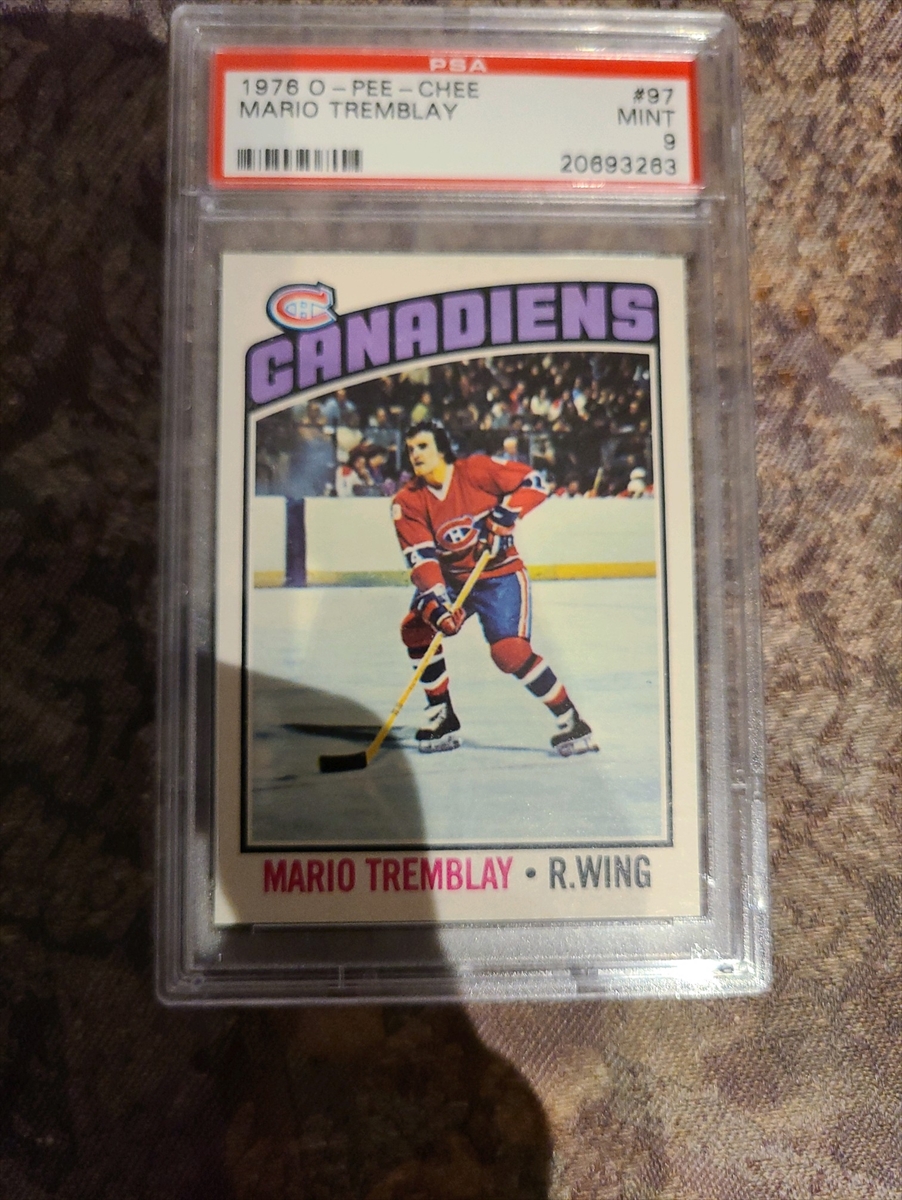 PSA
1976 O-PEE-CHEE #97
MARIO TREMBLAY MINT
9
20693263
CANADIENS
MARIO TREMBLAY • R.WING